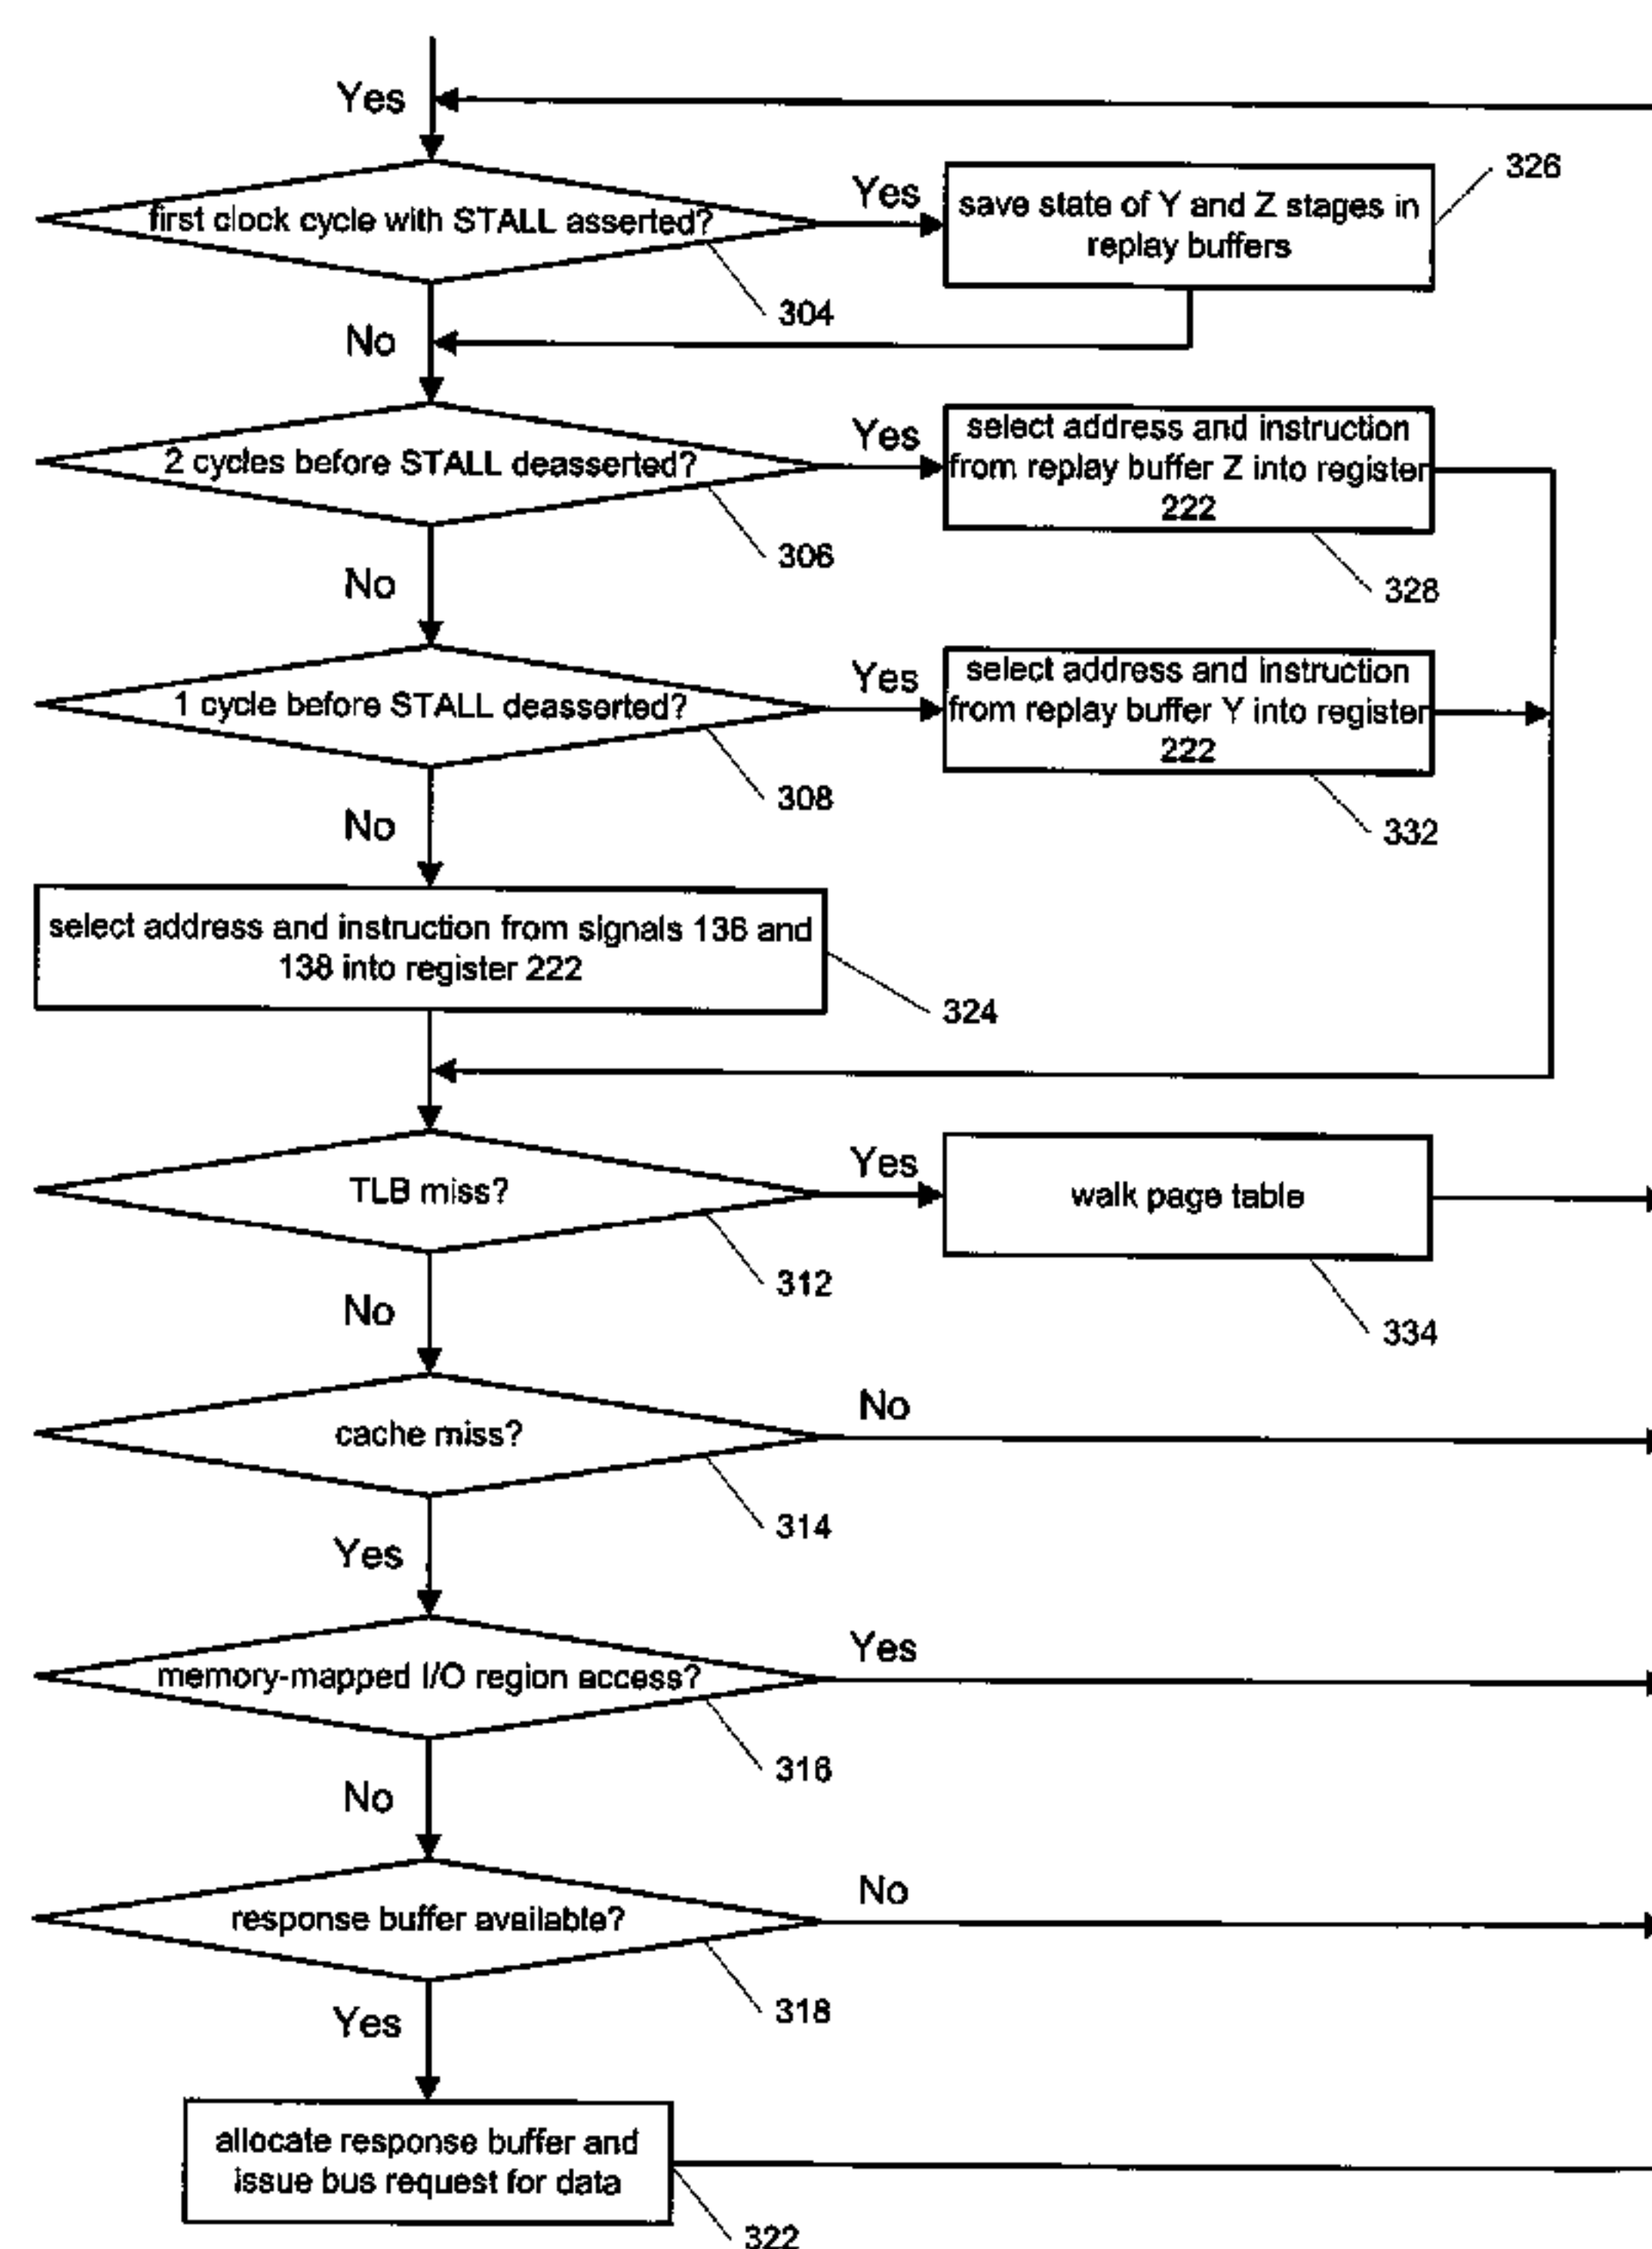 Yes
first clock cycle with STALL asserted?
Yes
save state of Y and Z stages in
replay buffers
326
304
No
2 cycles before STALL deasserted?
Yes
select address and instruction
from replay buffer Z into register
222
306
328
No
1 cycle before STALL deasserted?
Yes
select address and instruction
from replay buffer Y into register
222
308
332
No
select address and instruction from signals 136 and
138 into register 222
324
TLB miss?
Yes
walk page table
312
334
No
cache miss?
No
314
Yes
memory-mapped I/O region access?
Yes
316
No
response buffer available?
No
318
Yes
allocate response buffer and
issue bus request for data
322